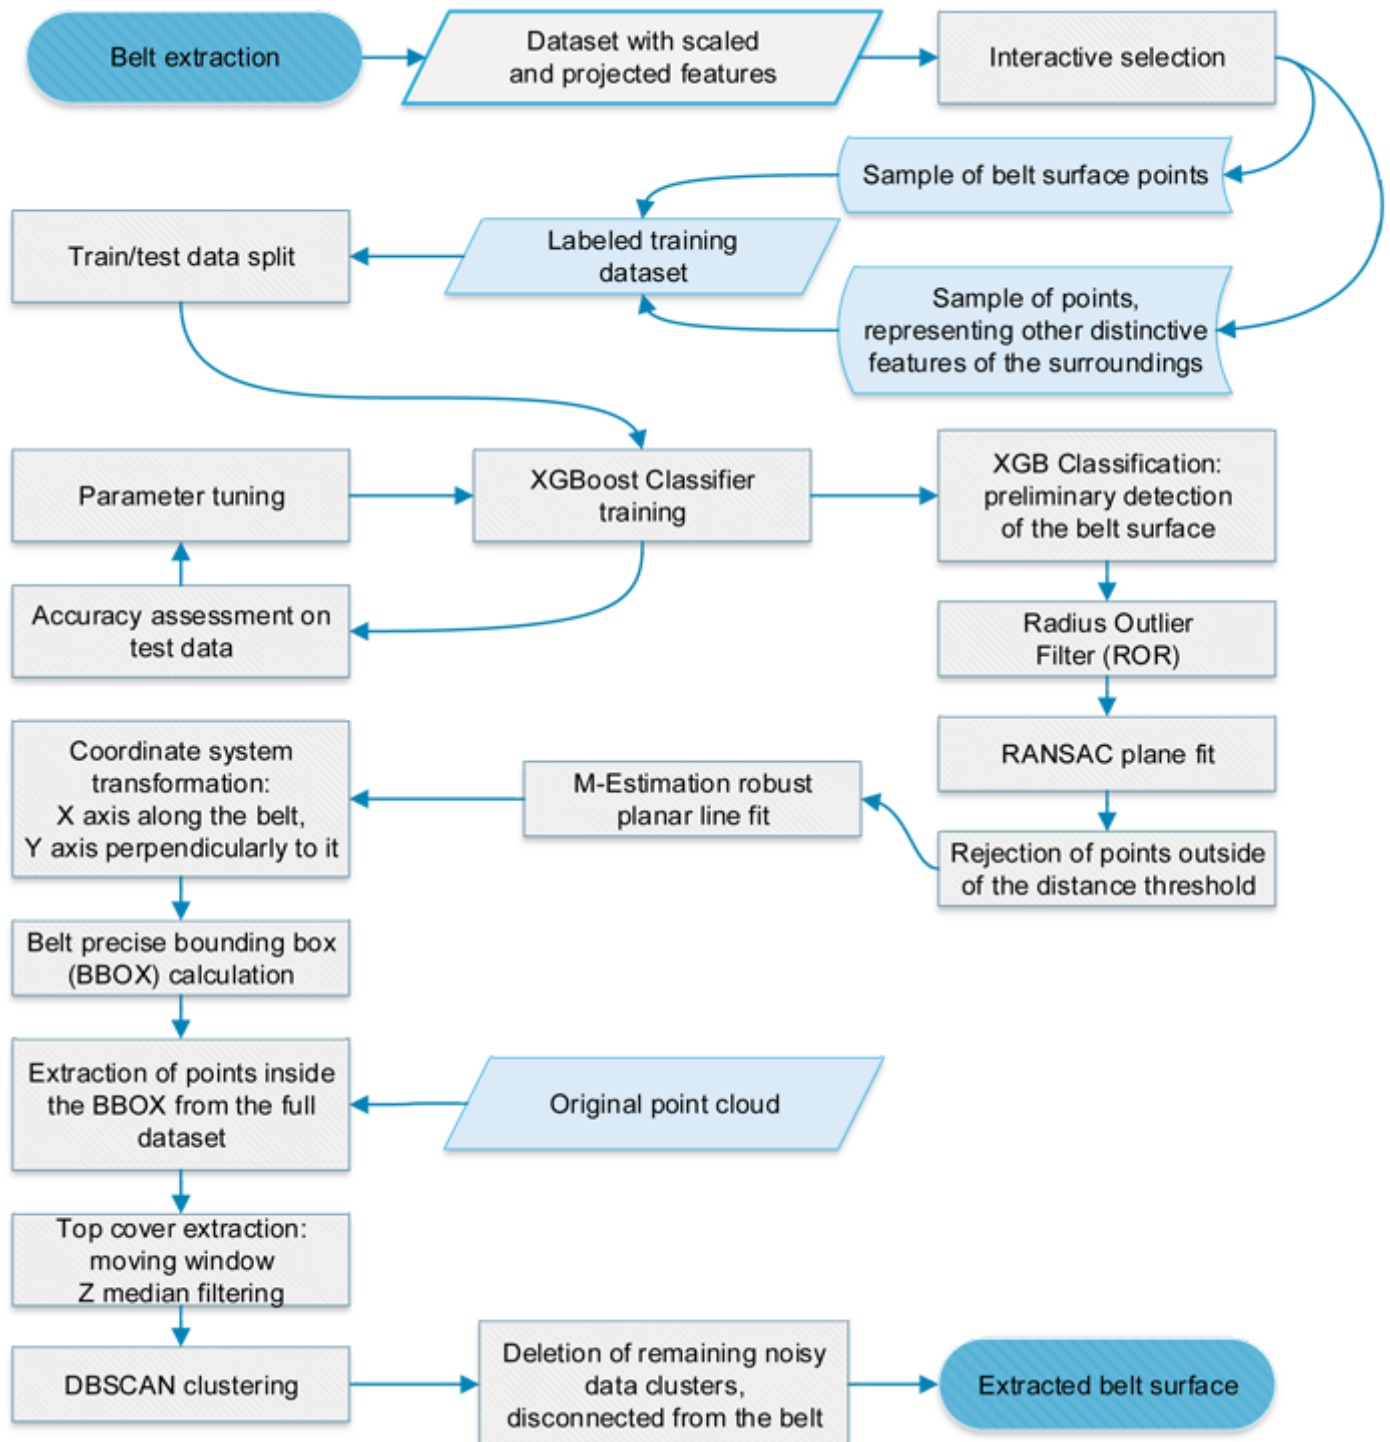 Belt extraction
Dataset with scaled
and projected features
Interactive selection
Sample of belt surface points
Labeled training
dataset
Train/test data split
Sample of points,
representing other distinctive
features of the surroundings
Parameter tuning
XGBoost Classifier
training
XGB Classification:
preliminary detection
of the belt surface
Accuracy assessment on
test data
Radius Outlier
Filter (ROR)
RANSAC plane fit
Rejection of points outside
of the distance threshold
M-Estimation robust
planar line fit
Coordinate system
transformation:
X axis along the belt,
Y axis perpendicularly to it
Belt precise bounding box
(BBOX) calculation
Extraction of points inside
the BBOX from the full
dataset
Original point cloud
Top cover extraction:
moving window
Z median filtering
DBSCAN clustering
Deletion of remaining noisy
data clusters,
disconnected from the belt
Extracted belt surface